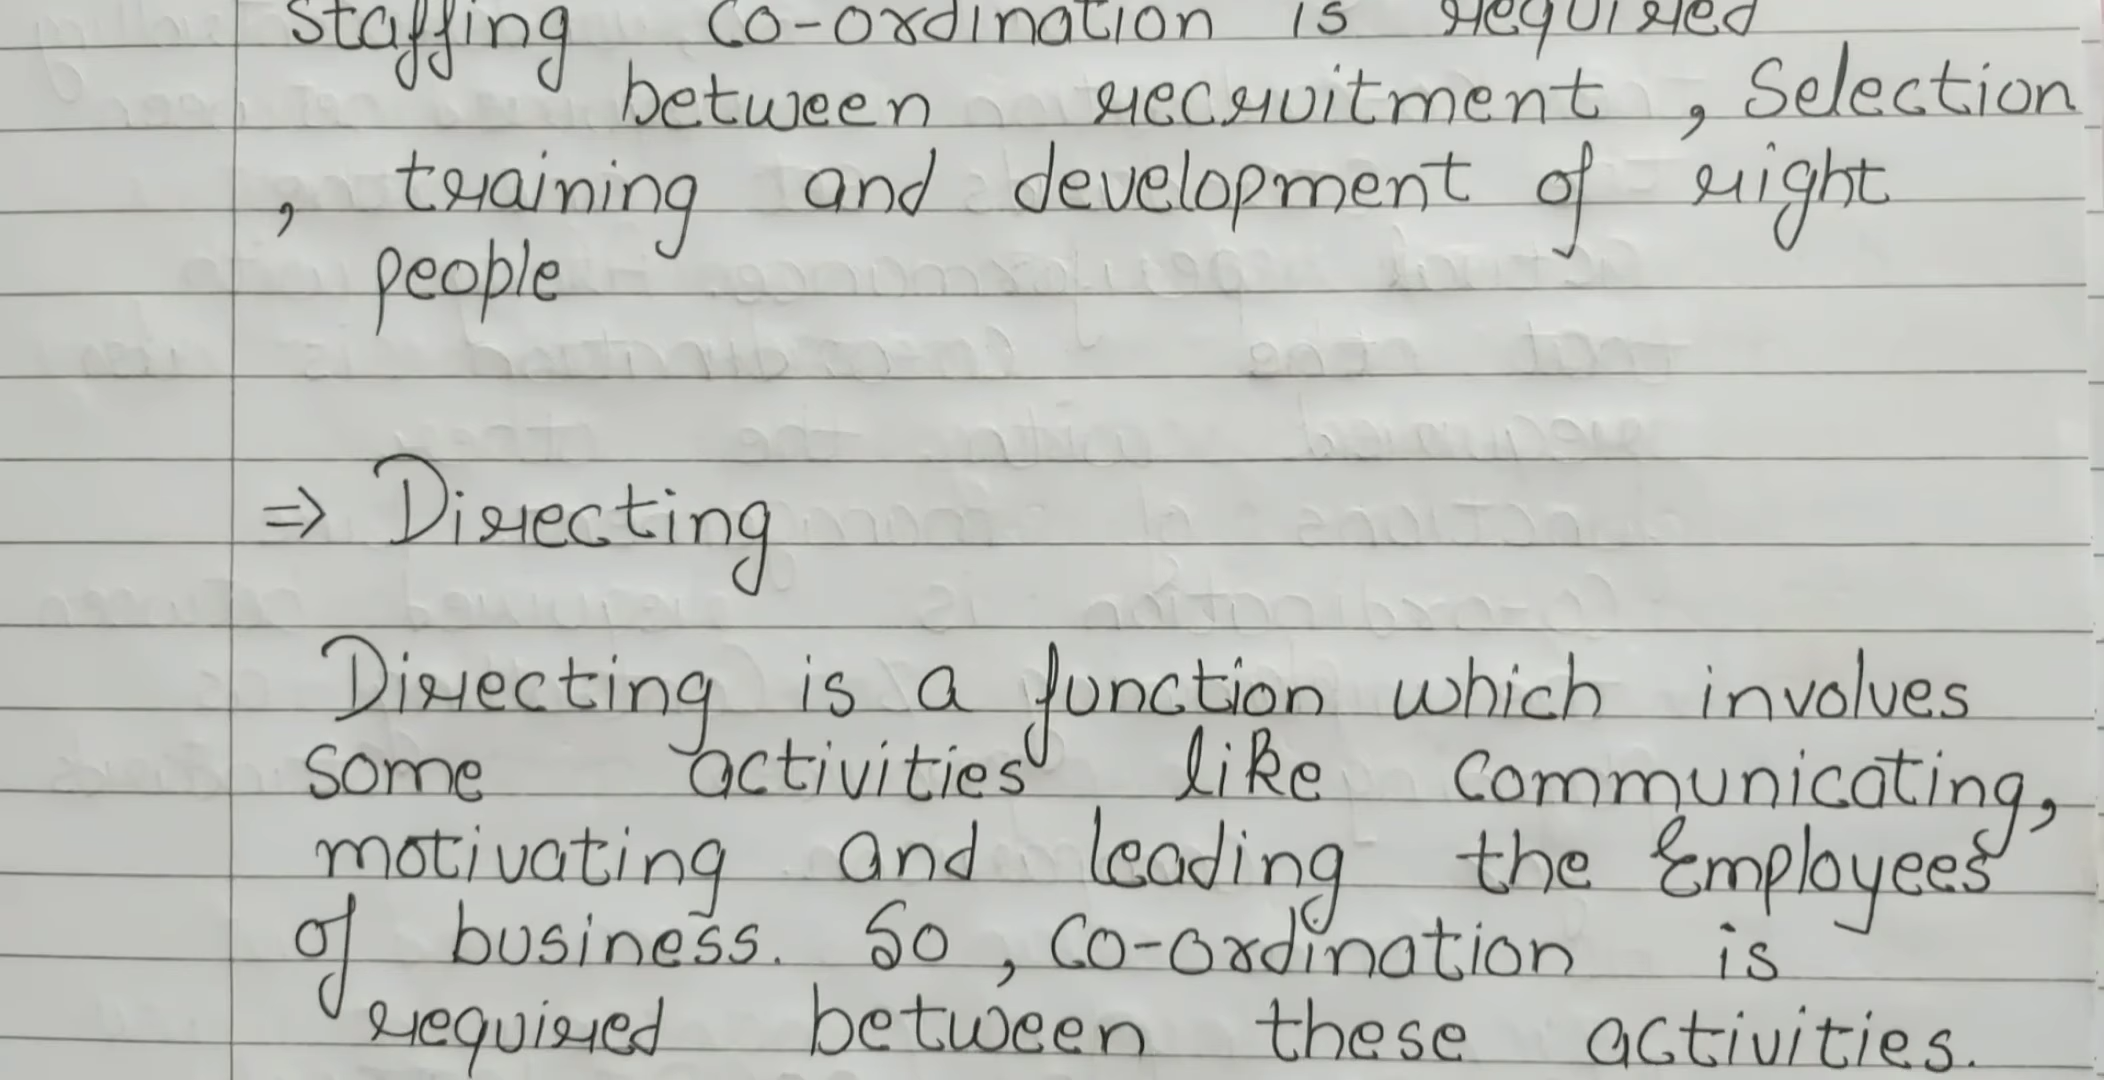 staffing co-ordination is required
between recruitment , Selection
, training and development of right
people
⇒ Directing
Directing is a function which involves
some activities like communicating,
motivating and leading the Employees
of business. So , co-ordination is
required between these activities.